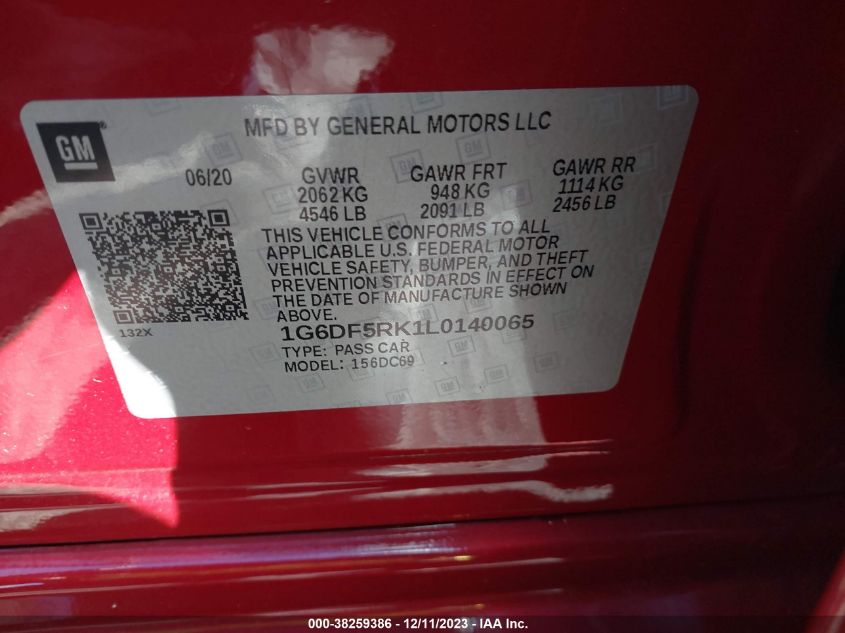 GM
MFD BY GENERAL MOTORS LLC
06/20 GVWR GAWR FRT GAWR RR
2062 KG 948 KG 1114 KG
4546 LB 2091 LB 2456 LB
THIS VEHICLE CONFORMS TO ALL
APPLICABLE U.S. FEDERAL MOTOR
VEHICLE SAFETY, BUMPER, AND THEFT
PREVENTION STANDARDS IN EFFECT ON
THE DATE OF MANUFACTURE SHOWN
ABOVE.
132X
1G6DF5RK1L0140065
TYPE: PASS CAR
MODEL: 156DC69
000-38259386 - 12/11/2023 - IAA Inc.